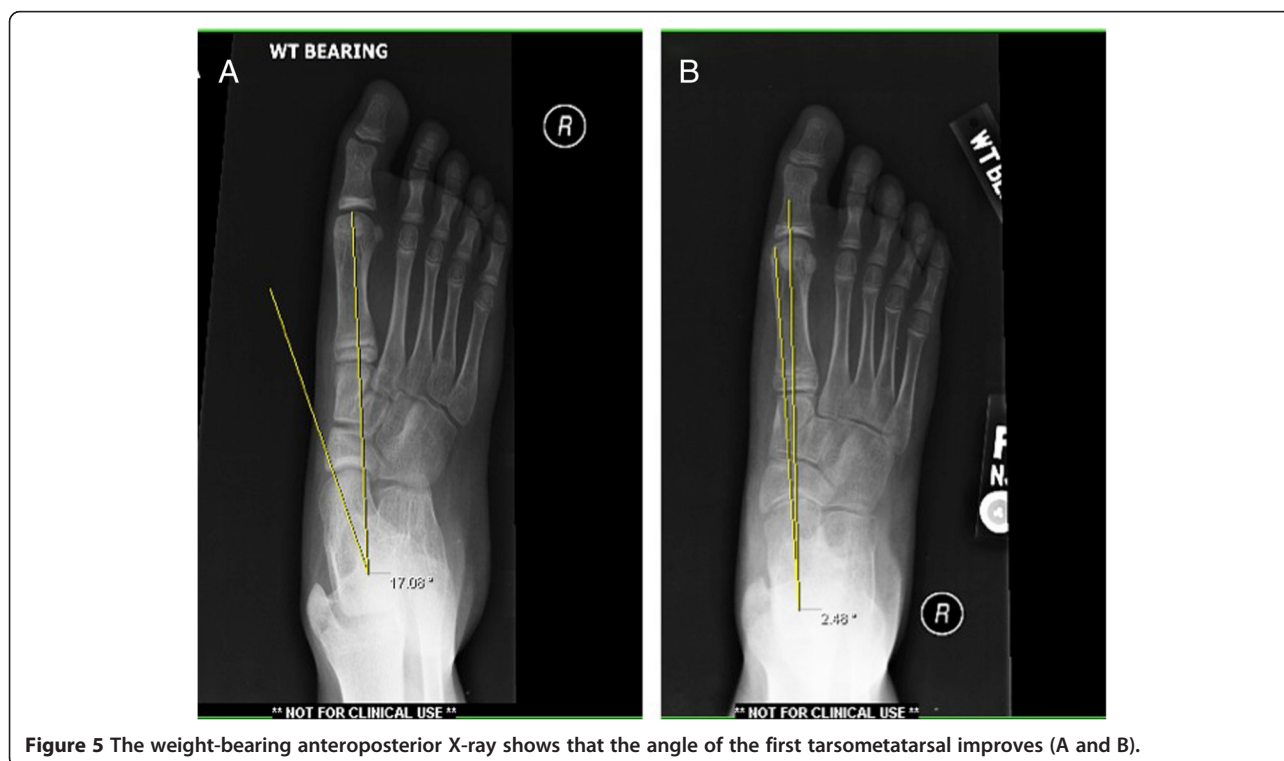 WT BEARING
A
R
17.06 °
** NOT FOR CLINICAL USE **
B
WT
R
N
2.48 °
R
** NOT FOR CLINICAL USE **
Figure 5 The weight-bearing anteroposterior X-ray shows that the angle of the first tarsometatarsal improves (A and B).